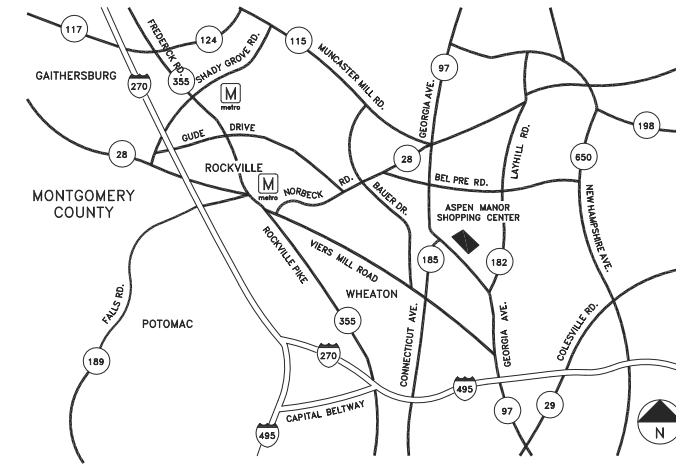 117
FREDERICK RD.
124
SHADY GROVE RD.
115
MUNCASTER MILL RD.
97
GEORGIA AVE.
GAITHERSBURG
270
355
M
metro
198
28
GUDE DRIVE
ROCKVILLE
M
metro
NORBECK RD.
28
BEL PRE RD.
LAYHILL RD.
650
MONTGOMERY
COUNTY
BAUER DR.
ASPEN MANOR
SHOPPING CENTER
NEW HAMPSHIRE AVE.
ROCKVILLE PIKE
VIERS MILL ROAD
185
182
FALLS RD.
WHEATON
POTOMAC
355
CONNECTICUT AVE.
GEORGIA AVE.
COLESVILLE RD.
189
270
495
CAPITAL BELTWAY
495
97
29
N